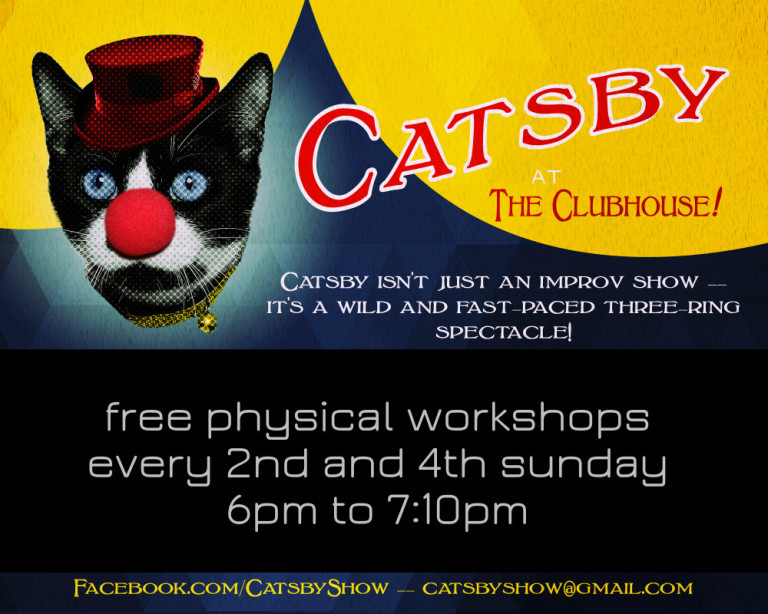 Catsby
at
The Clubhouse!
Catsby isn't just an improv show --
it's a wild and fast-paced three-ring
spectacle!
free physical workshops
every 2nd and 4th sunday
6pm to 7:10pm
Facebook.com/CatsbyShow -- catsbyshow@gmail.com